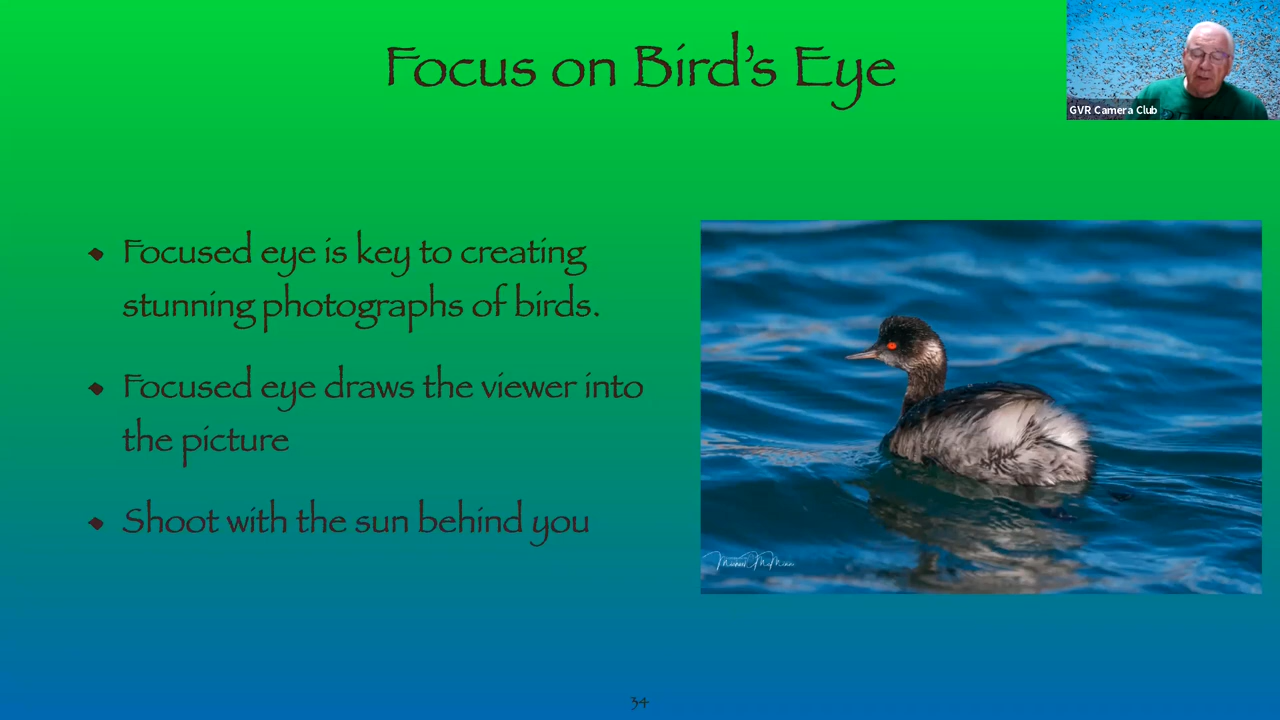 Focus on Bird's Eye
GVR Camera Club
Focused eye is key to creating
stunning photographs of birds.
Focused eye draws the viewer into
the picture
Shoot with the sun behind you
34